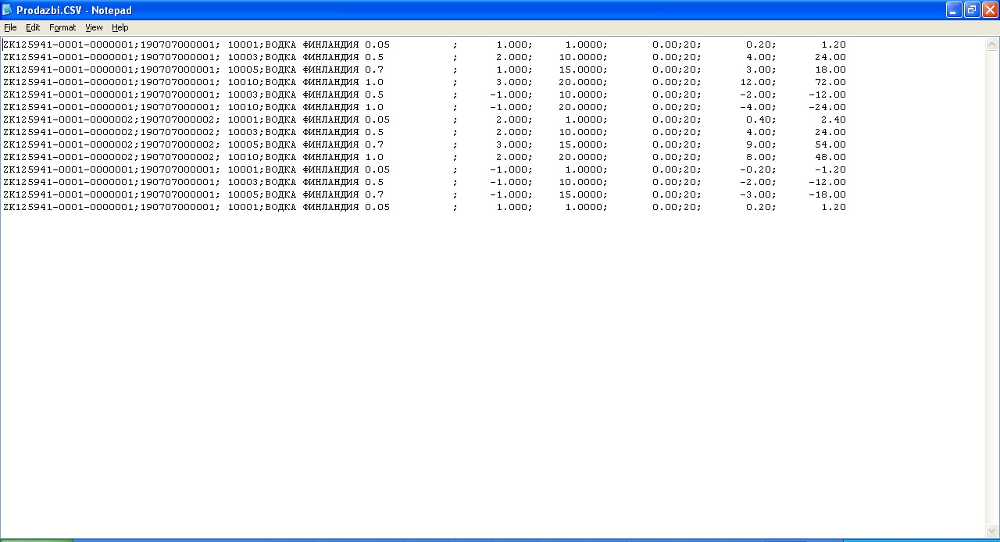 Prodazbi.CSV - Notepad
File Edit Format View Help
ZK125941-0001-0000001;190707000001; 10001;ВОДКА ФИНЛАНДИЯ 0.05 ; 1.000; 1.0000; 0.00;20; 0.20; 1.20
ZK125941-0001-0000001;190707000001; 10003;ВОДКА ФИНЛАНДИЯ 0.5 ; 2.000; 10.0000; 0.00;20; 4.00; 24.00
ZK125941-0001-0000001;190707000001; 10005;ВОДКА ФИНЛАНДИЯ 0.7 ; 1.000; 15.0000; 0.00;20; 3.00; 18.00
ZK125941-0001-0000001;190707000001; 10010;ВОДКА ФИНЛАНДИЯ 1.0 ; 3.000; 20.0000; 0.00;20; 12.00; 72.00
ZK125941-0001-0000001;190707000001; 10003;ВОДКА ФИНЛАНДИЯ 0.5 ; -1.000; 10.0000; 0.00;20; -2.00; -12.00
ZK125941-0001-0000001;190707000001; 10010;ВОДКА ФИНЛАНДИЯ 1.0 ; -1.000; 20.0000; 0.00;20; -4.00; -24.00
ZK125941-0001-0000002;190707000002; 10001;ВОДКА ФИНЛАНДИЯ 0.05 ; 2.000; 1.0000; 0.00;20; 0.40; 2.40
ZK125941-0001-0000002;190707000002; 10003;ВОДКА ФИНЛАНДИЯ 0.5 ; 2.000; 10.0000; 0.00;20; 4.00; 24.00
ZK125941-0001-0000002;190707000002; 10005;ВОДКА ФИНЛАНДИЯ 0.7 ; 3.000; 15.0000; 0.00;20; 9.00; 54.00
ZK125941-0001-0000002;190707000002; 10010;ВОДКА ФИНЛАНДИЯ 1.0 ; 2.000; 20.0000; 0.00;20; 8.00; 48.00
ZK125941-0001-0000001;190707000001; 10001;ВОДКА ФИНЛАНДИЯ 0.05 ; -1.000; 1.0000; 0.00;20; -0.20; -1.20
ZK125941-0001-0000001;190707000001; 10003;ВОДКА ФИНЛАНДИЯ 0.5 ; -1.000; 10.0000; 0.00;20; -2.00; -12.00
ZK125941-0001-0000001;190707000001; 10005;ВОДКА ФИНЛАНДИЯ 0.7 ; -1.000; 15.0000; 0.00;20; -3.00; -18.00
ZK125941-0001-0000001;190707000001; 10001;ВОДКА ФИНЛАНДИЯ 0.05 ; 1.000; 1.0000; 0.00;20; 0.20; 1.20